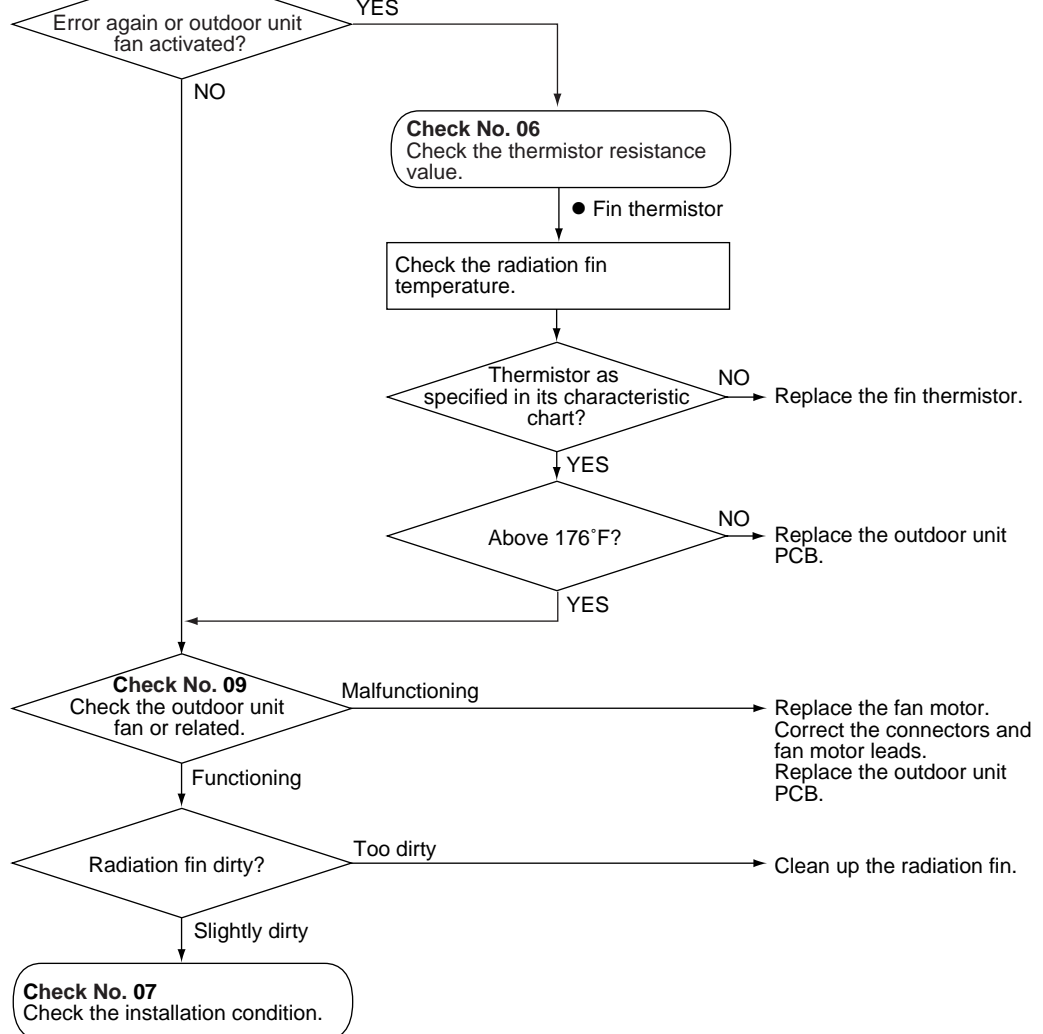 YES
Error again or outdoor unit
fan activated?
NO
Check No. 06
Check the thermistor resistance
value.
● Fin thermistor
Check the radiation fin
temperature.
Thermistor as
specified in its characteristic
chart?
NO
Replace the fin thermistor.
YES
Above 176˚F?
NO
Replace the outdoor unit
PCB.
YES
Check No. 09
Check the outdoor unit
fan or related.
Malfunctioning
Replace the fan motor.
Correct the connectors and
fan motor leads.
Replace the outdoor unit
PCB.
Functioning
Radiation fin dirty?
Too dirty
Clean up the radiation fin.
Slightly dirty
Check No. 07
Check the installation condition.